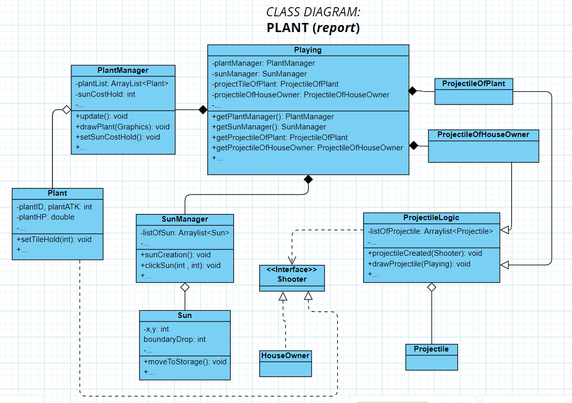 CLASS DIAGRAM:
PLANT (report)
Playing
-plantManager: PlantManager
-sunManager: SunManager
-projectTileOfPlant: ProjectileOfPlant
-projectileOfHouseOwner: ProjectileOfHouseOwner
-...
+getPlantManager(): PlantManager
+getSunManager(): SunManager
+getProjectileOfPlant: ProjectileOfPlant
+getProjectileOfHouseOwner: ProjectileOfHouseOwner
+...
PlantManager
-plantList: ArrayList<Plant>
-sunCostHold: int
-...
+update(): void
+drawPlant(Graphics): void
+setSunCostHold(): void
+...
ProjectileOfPlant
ProjectileOfHouseOwner
Plant
-plantID, plantATK: int
-plantHP: double
-...
+setTileHold(int): void
+...
SunManager
-listOfSun: Arraylist<Sun>
-...
+sunCreation(): void
+clickSun(int , int): void
+...
ProjectileLogic
-listOfProjectile: Arraylist<Projectile>
-...
+projectileCreated(Shooter): void
+drawProjectile(Playing): void
+...
<<Interface>>
Shooter
Sun
-x,y: int
boundaryDrop: int
-...
+moveToStorage(): void
+...
HouseOwner
Projectile